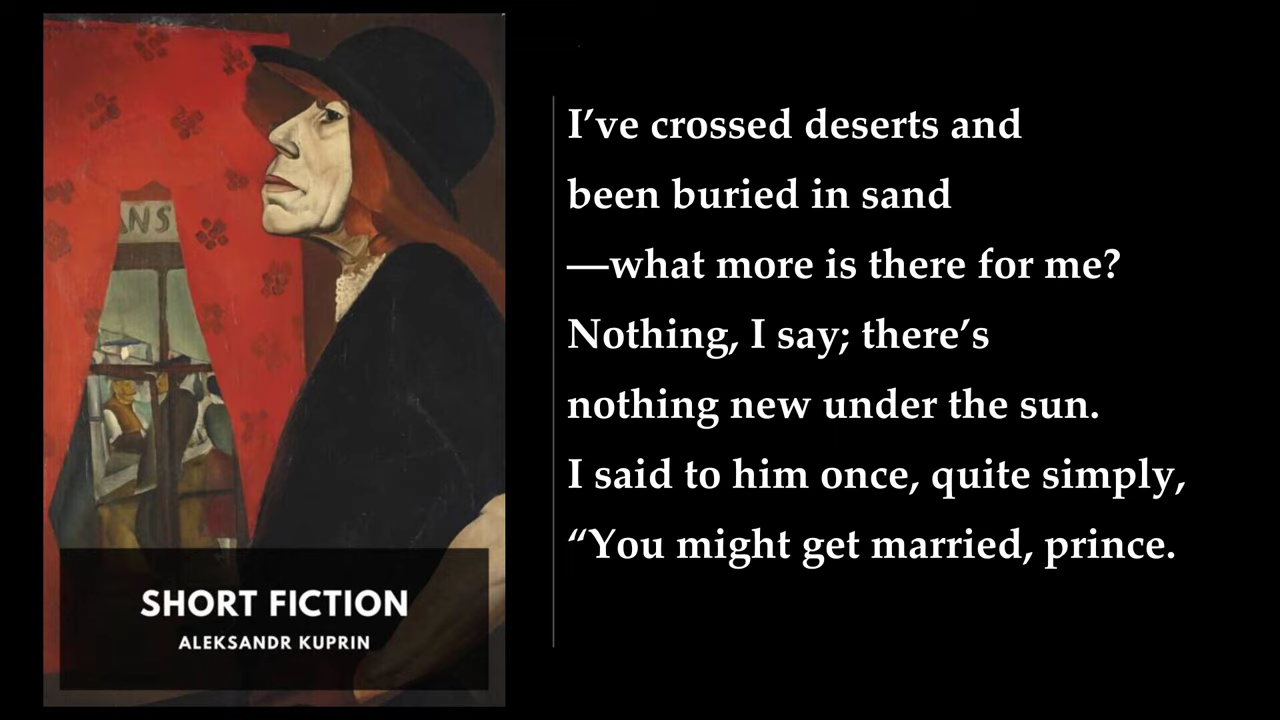 ANS
SHORT FICTION
ALEKSANDR KUPRIN
I’ve crossed deserts and
been buried in sand
—what more is there for me?
Nothing, I say; there’s
nothing new under the sun.
I said to him once, quite simply,
“You might get married, prince.